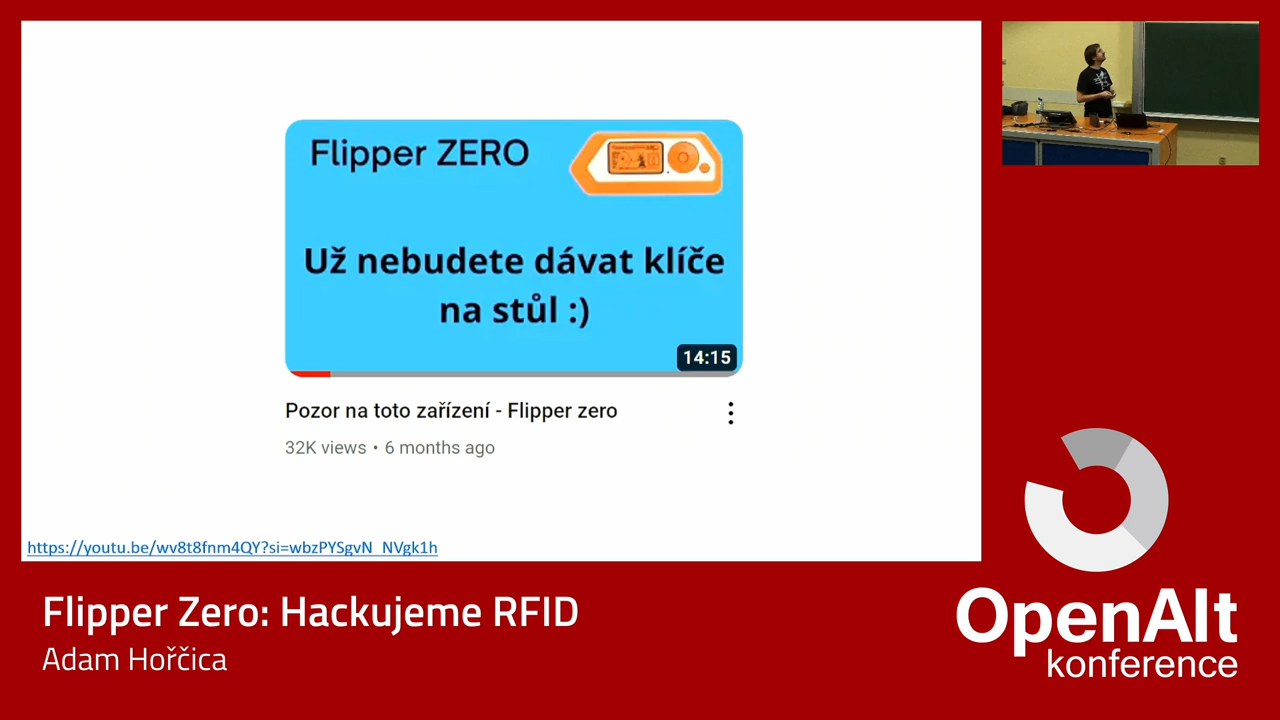 Flipper ZERO
Už nebudete dávat klíče
na stůl :)
14:15
Pozor na toto zařízení - Flipper zero
32K views • 6 months ago
https://youtu.be/wv8t8fnm4QY?si=wbzPYSgvN_NVgk1h
Flipper Zero: Hackujeme RFID
Adam Hořčica
OpenAlt
konference